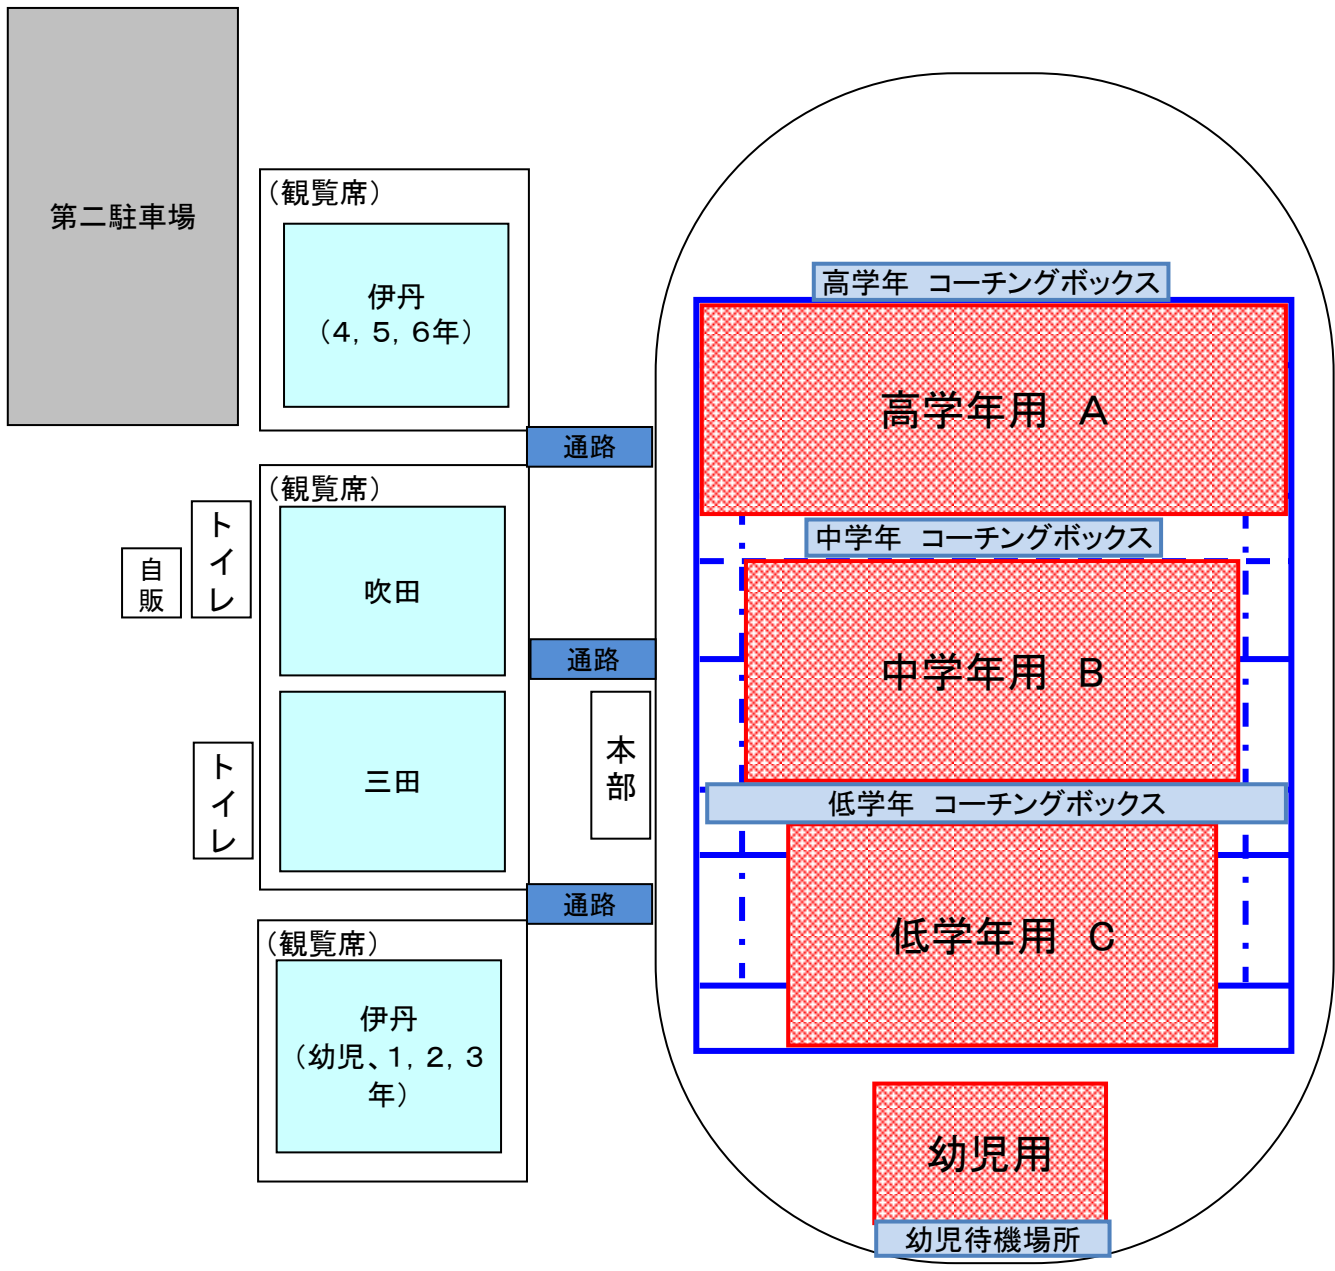 第二駐車場
（観覧席）
伊丹
（４，５，６年）
通路
（観覧席）
吹田
三田
トイレ
自販
トイレ
通路
本部
通路
（観覧席）
伊丹
（幼児、１，２，３
年）
高学年　コーチングボックス
高学年用　Ａ
中学年　コーチングボックス
中学年用　Ｂ
低学年　コーチングボックス
低学年用　Ｃ
幼児用
幼児待機場所